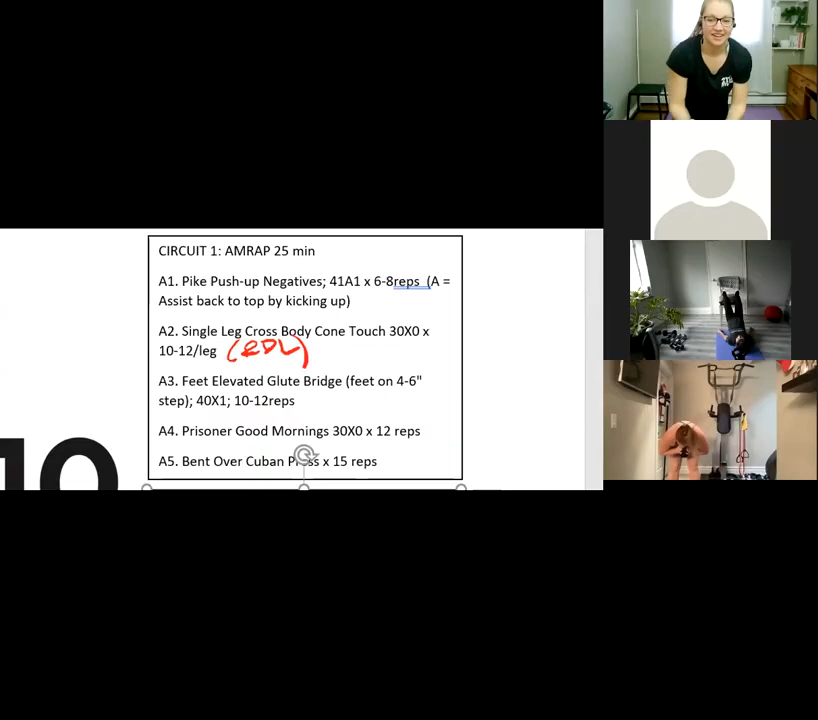 CIRCUIT 1: AMRAP 25 min
A1. Pike Push-up Negatives; 41A1 x 6-8reps (A =
Assist back to top by kicking up)
A2. Single Leg Cross Body Cone Touch 30X0 x
10-12/leg (RDL)
A3. Feet Elevated Glute Bridge (feet on 4-6"
step); 40X1; 10-12reps
A4. Prisoner Good Mornings 30X0 x 12 reps
A5. Bent Over Cuban Press x 15 reps
10